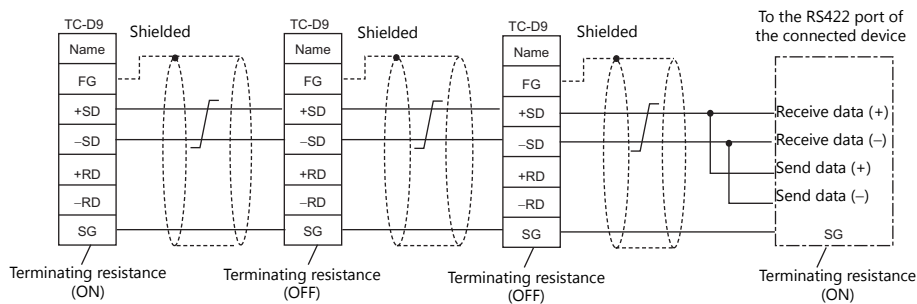 TC-D9
Shielded
Name
FG
+SD
−SD
+RD
−RD
SG
Terminating resistance
(ON)
TC-D9
Shielded
Name
FG
+SD
−SD
+RD
−RD
SG
Terminating resistance
(OFF)
TC-D9
Shielded
Name
FG
+SD
−SD
+RD
−RD
SG
Terminating resistance
(OFF)
To the RS422 port of
the connected device
Receive data (+)
Receive data (−)
Send data (+)
Send data (−)
SG
Terminating resistance
(ON)